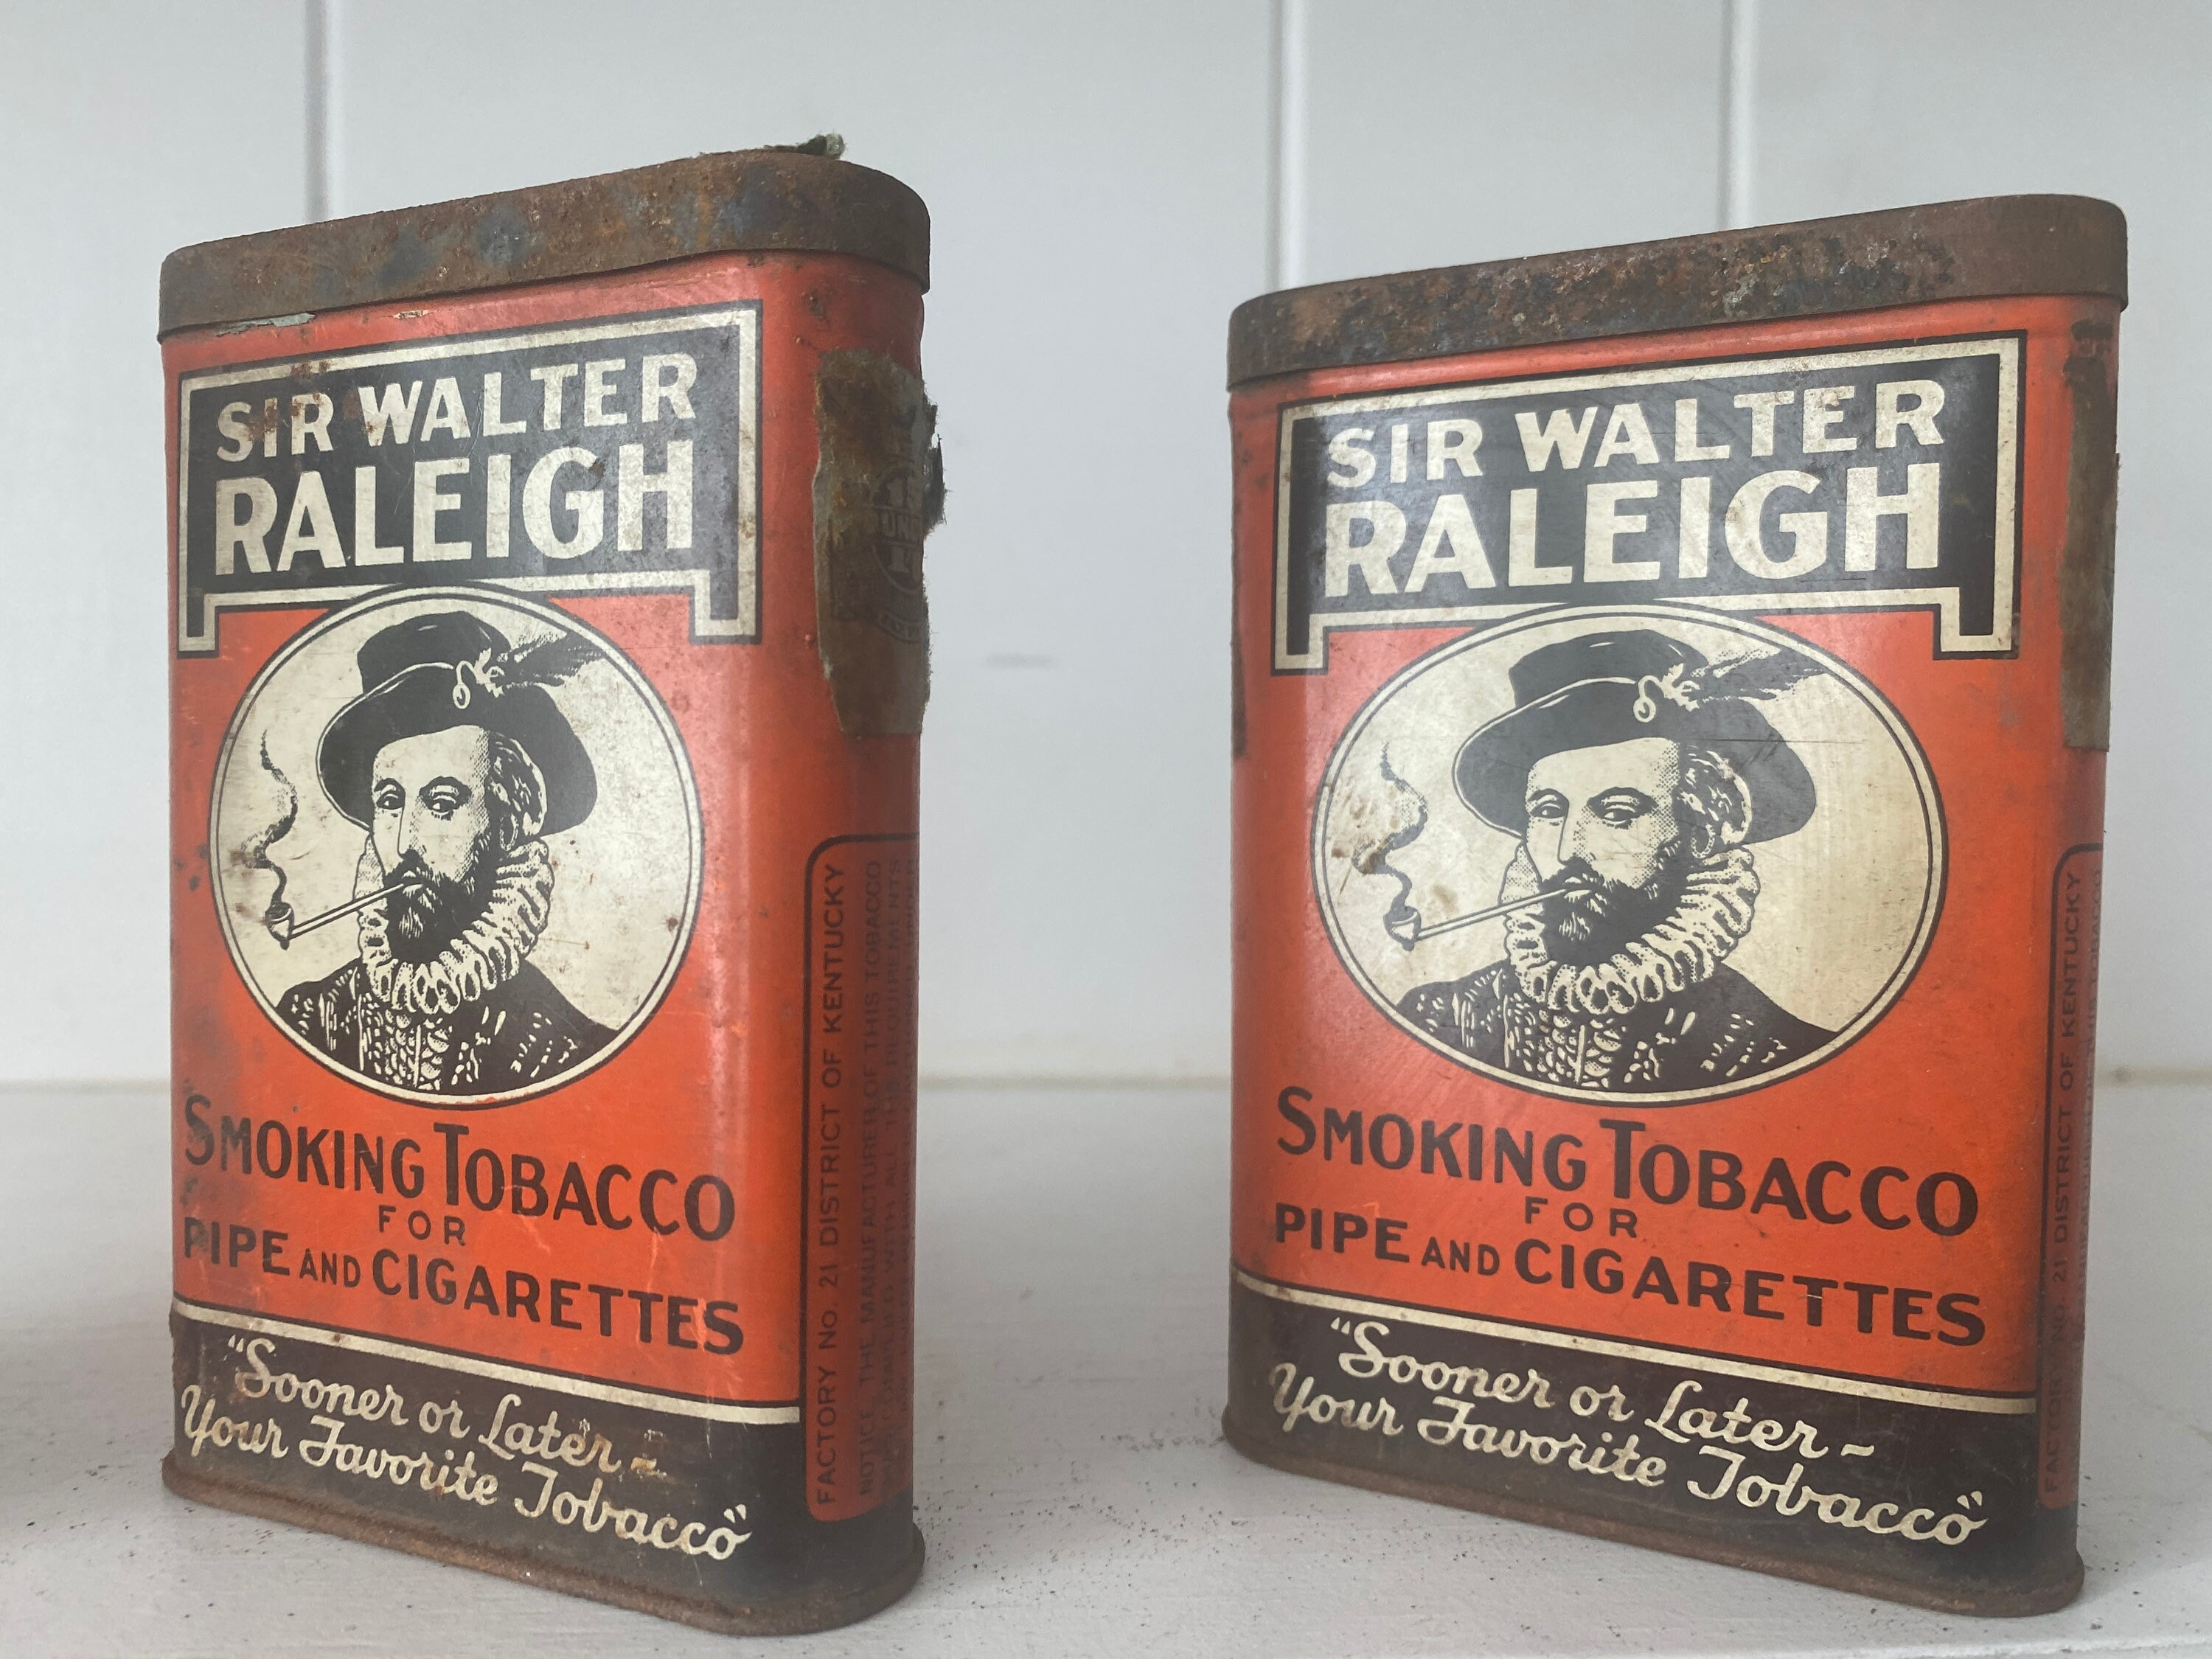 SIR WALTER
RALEIGH
SMOKING TOBACCO
FOR
PIPE AND CIGARETTES
"Sooner or Later -
Your Favorite Tobacco"
FACTORY No 21 DISTRICT OF KENTUCKY
NOTICE. THE MANUFACTURER OF THIS TOBACCO
SIR WALTER
RALEIGH
SMOKING TOBACCO
FOR
PIPE AND CIGARETTES
"Sooner or Later ~
Your Favorite Tobacco"
FACTORY No. 21 DISTRICT OF KENTUCKY